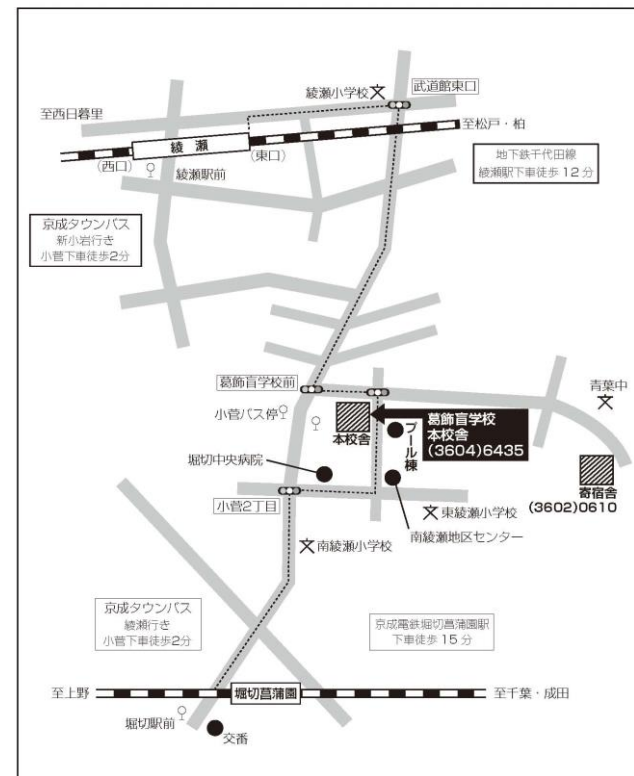 綾瀬小学校
武道館東口
至西日暮里
至松戸・柏
綾瀬
(西口)
(東口)
綾瀬駅前
地下鉄千代田線
綾瀬駅下車徒歩12分
京成タウンバス
新小岩行き
小菅下車徒歩2分
葛飾盲学校前
青葉中
小菅バス停
本校舎
プール棟
葛飾盲学校
本校舎
(3604)6435
堀切中央病院
寄宿舎
(3602)0610
小菅2丁目
東綾瀬小学校
南綾瀬地区センター
南綾瀬小学校
京成タウンバス
綾瀬行き
小菅下車徒歩2分
京成電鉄堀切菖蒲園駅
下車徒歩15分
至上野
堀切菖蒲園
至千葉・成田
堀切駅前
交番